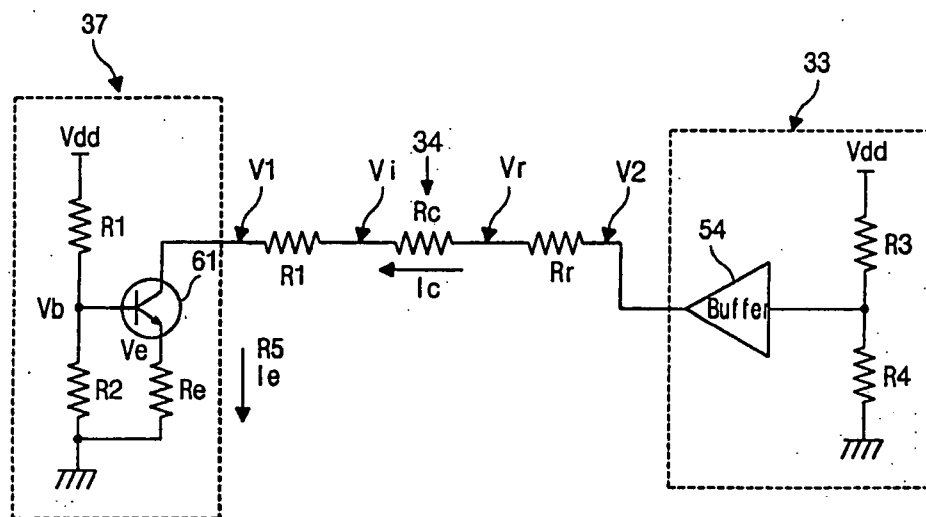 37
33
Vdd
34
Vdd
V1
Vi
Vr
V2
R1
Rc
54
R3
61
R1
Rr
Ic
Buffer
Vb
Ve
R5
Ie
R4
R2
Re